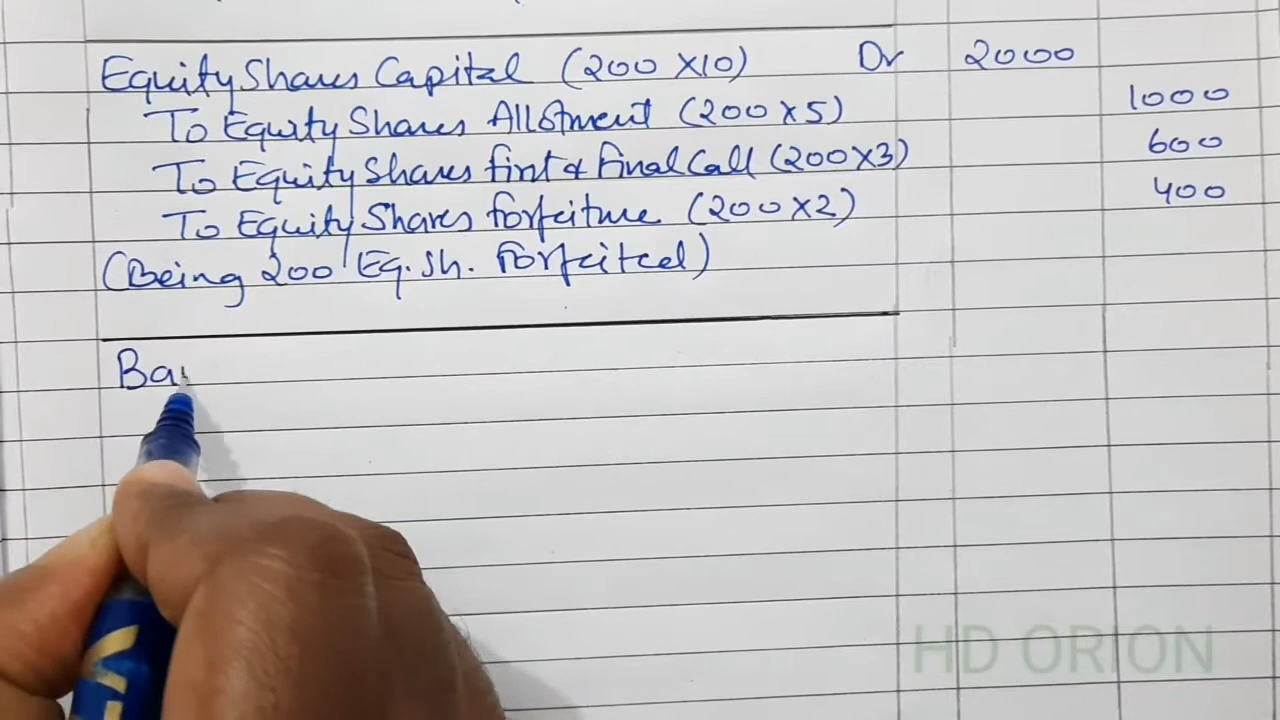 Equity Shares Capital (200 X10) Dr 2000
To Equity Shares Allotment (200 x 5) 1000
To Equity Shares first & final Call (200X3) 600
To Equity Shares forfeiture (200 X2) 400
(Being 200 Eq. Sh. Forfeited)
Ba
HD ORION